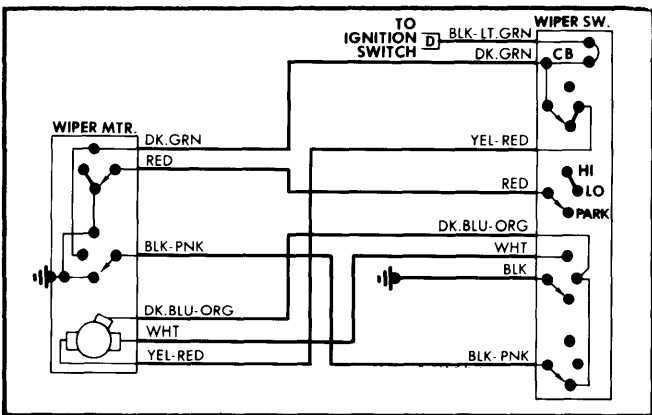 TO
IGNITION
SWITCH
D
BLK-LT.GRN
WIPER SW.
DK.GRN
CB
WIPER MTR.
DK.GRN
YEL-RED
RED
RED
HI
LO
PARK
DK.BLU-ORG
BLK-PNK
WHT
BLK
DK.BLU-ORG
WHT
YEL-RED
BLK-PNK